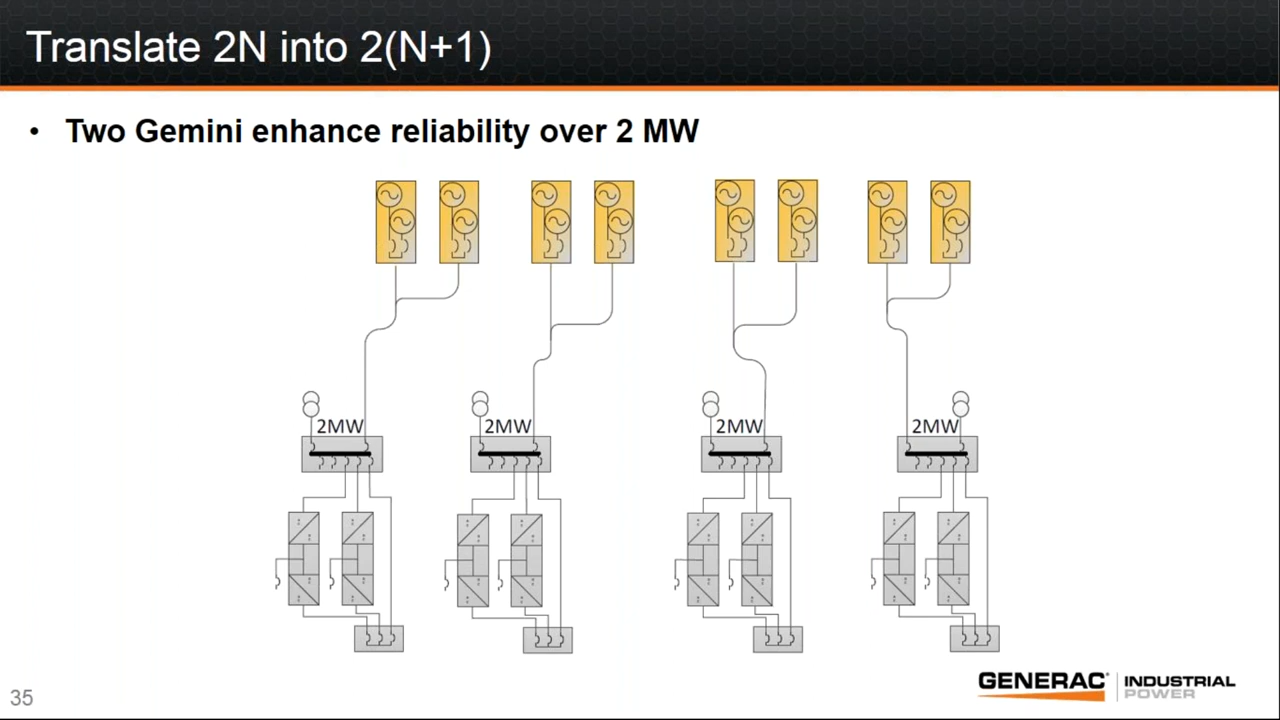 Translate 2N into 2(N+1)
• Two Gemini enhance reliability over 2 MW
2MW 2MW 2MW 2MW
GENERAC® | INDUSTRIAL
POWER
35